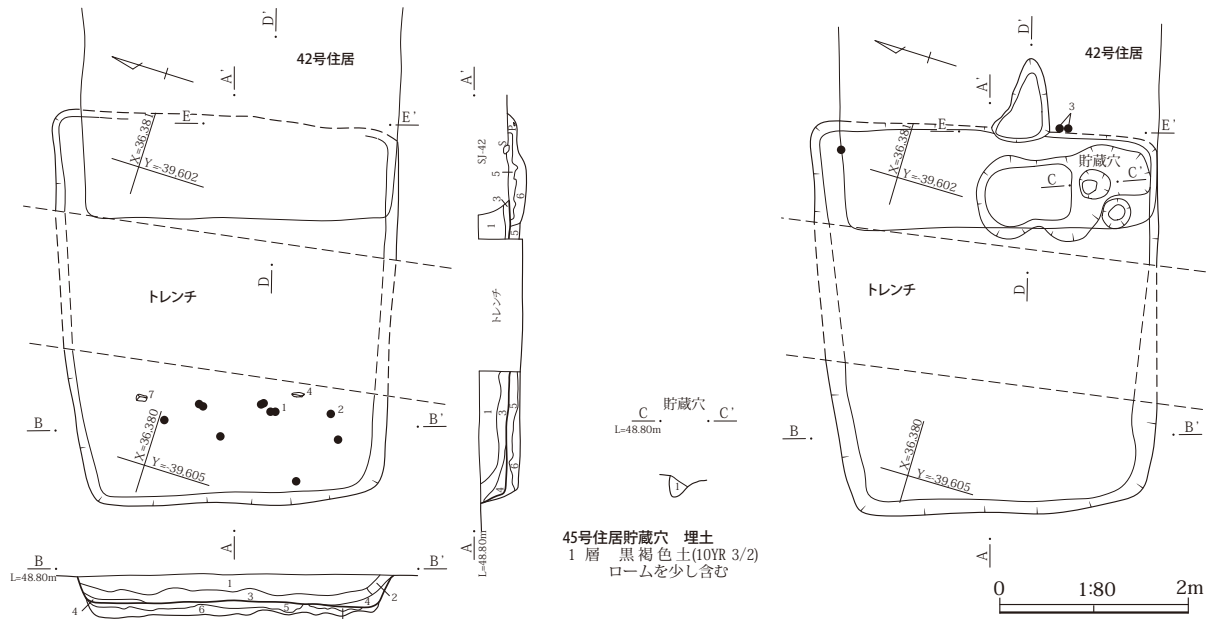 D'
42号住居
A'
E
E'
X=36,381
Y=-39,602
D
トレンチ
7
4
1
2
B
B'
X=36,380
Y=-39,605
A
B
B'
L=48.80m
1
2
3
4
4
5
6
A'
SJ-42
S
5
3
6
1
5
トレンチ
1
3
5
4
6
A
L=48.80m
貯蔵穴
C
C'
L=48.80m
1
45号住居貯蔵穴 埋土
1 層 黒褐色土(10YR 3/2)
ロームを少し含む
D'
42号住居
A'
3
E
E'
貯蔵穴
C
C'
X=36,381
Y=-39,602
D
トレンチ
B
B'
X=36,380
Y=-39,605
A
0 1:80 2m